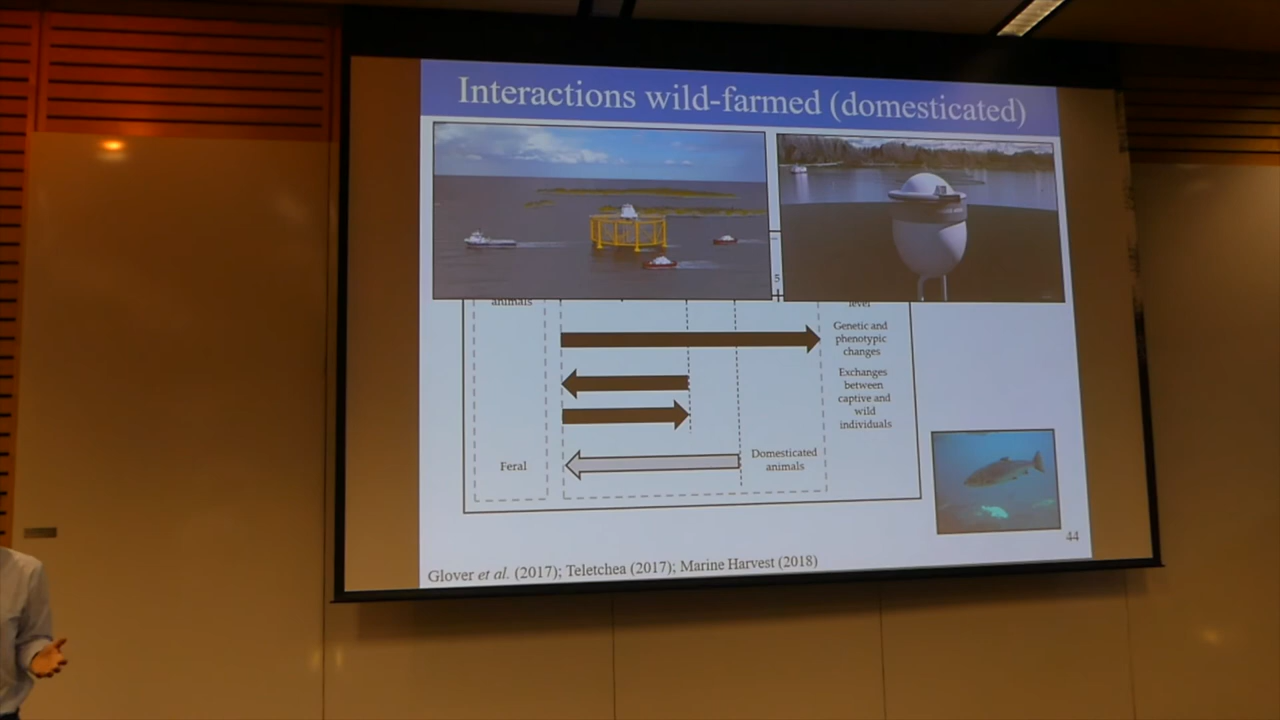 Interactions wild-farmed (domesticated)
5
animals
level
Genetic and
phenotypic
changes
Exchanges
between
captive and
wild
individuals
Feral
Domesticated
animals
44
Glover et al. (2017); Teletchea (2017); Marine Harvest (2018)